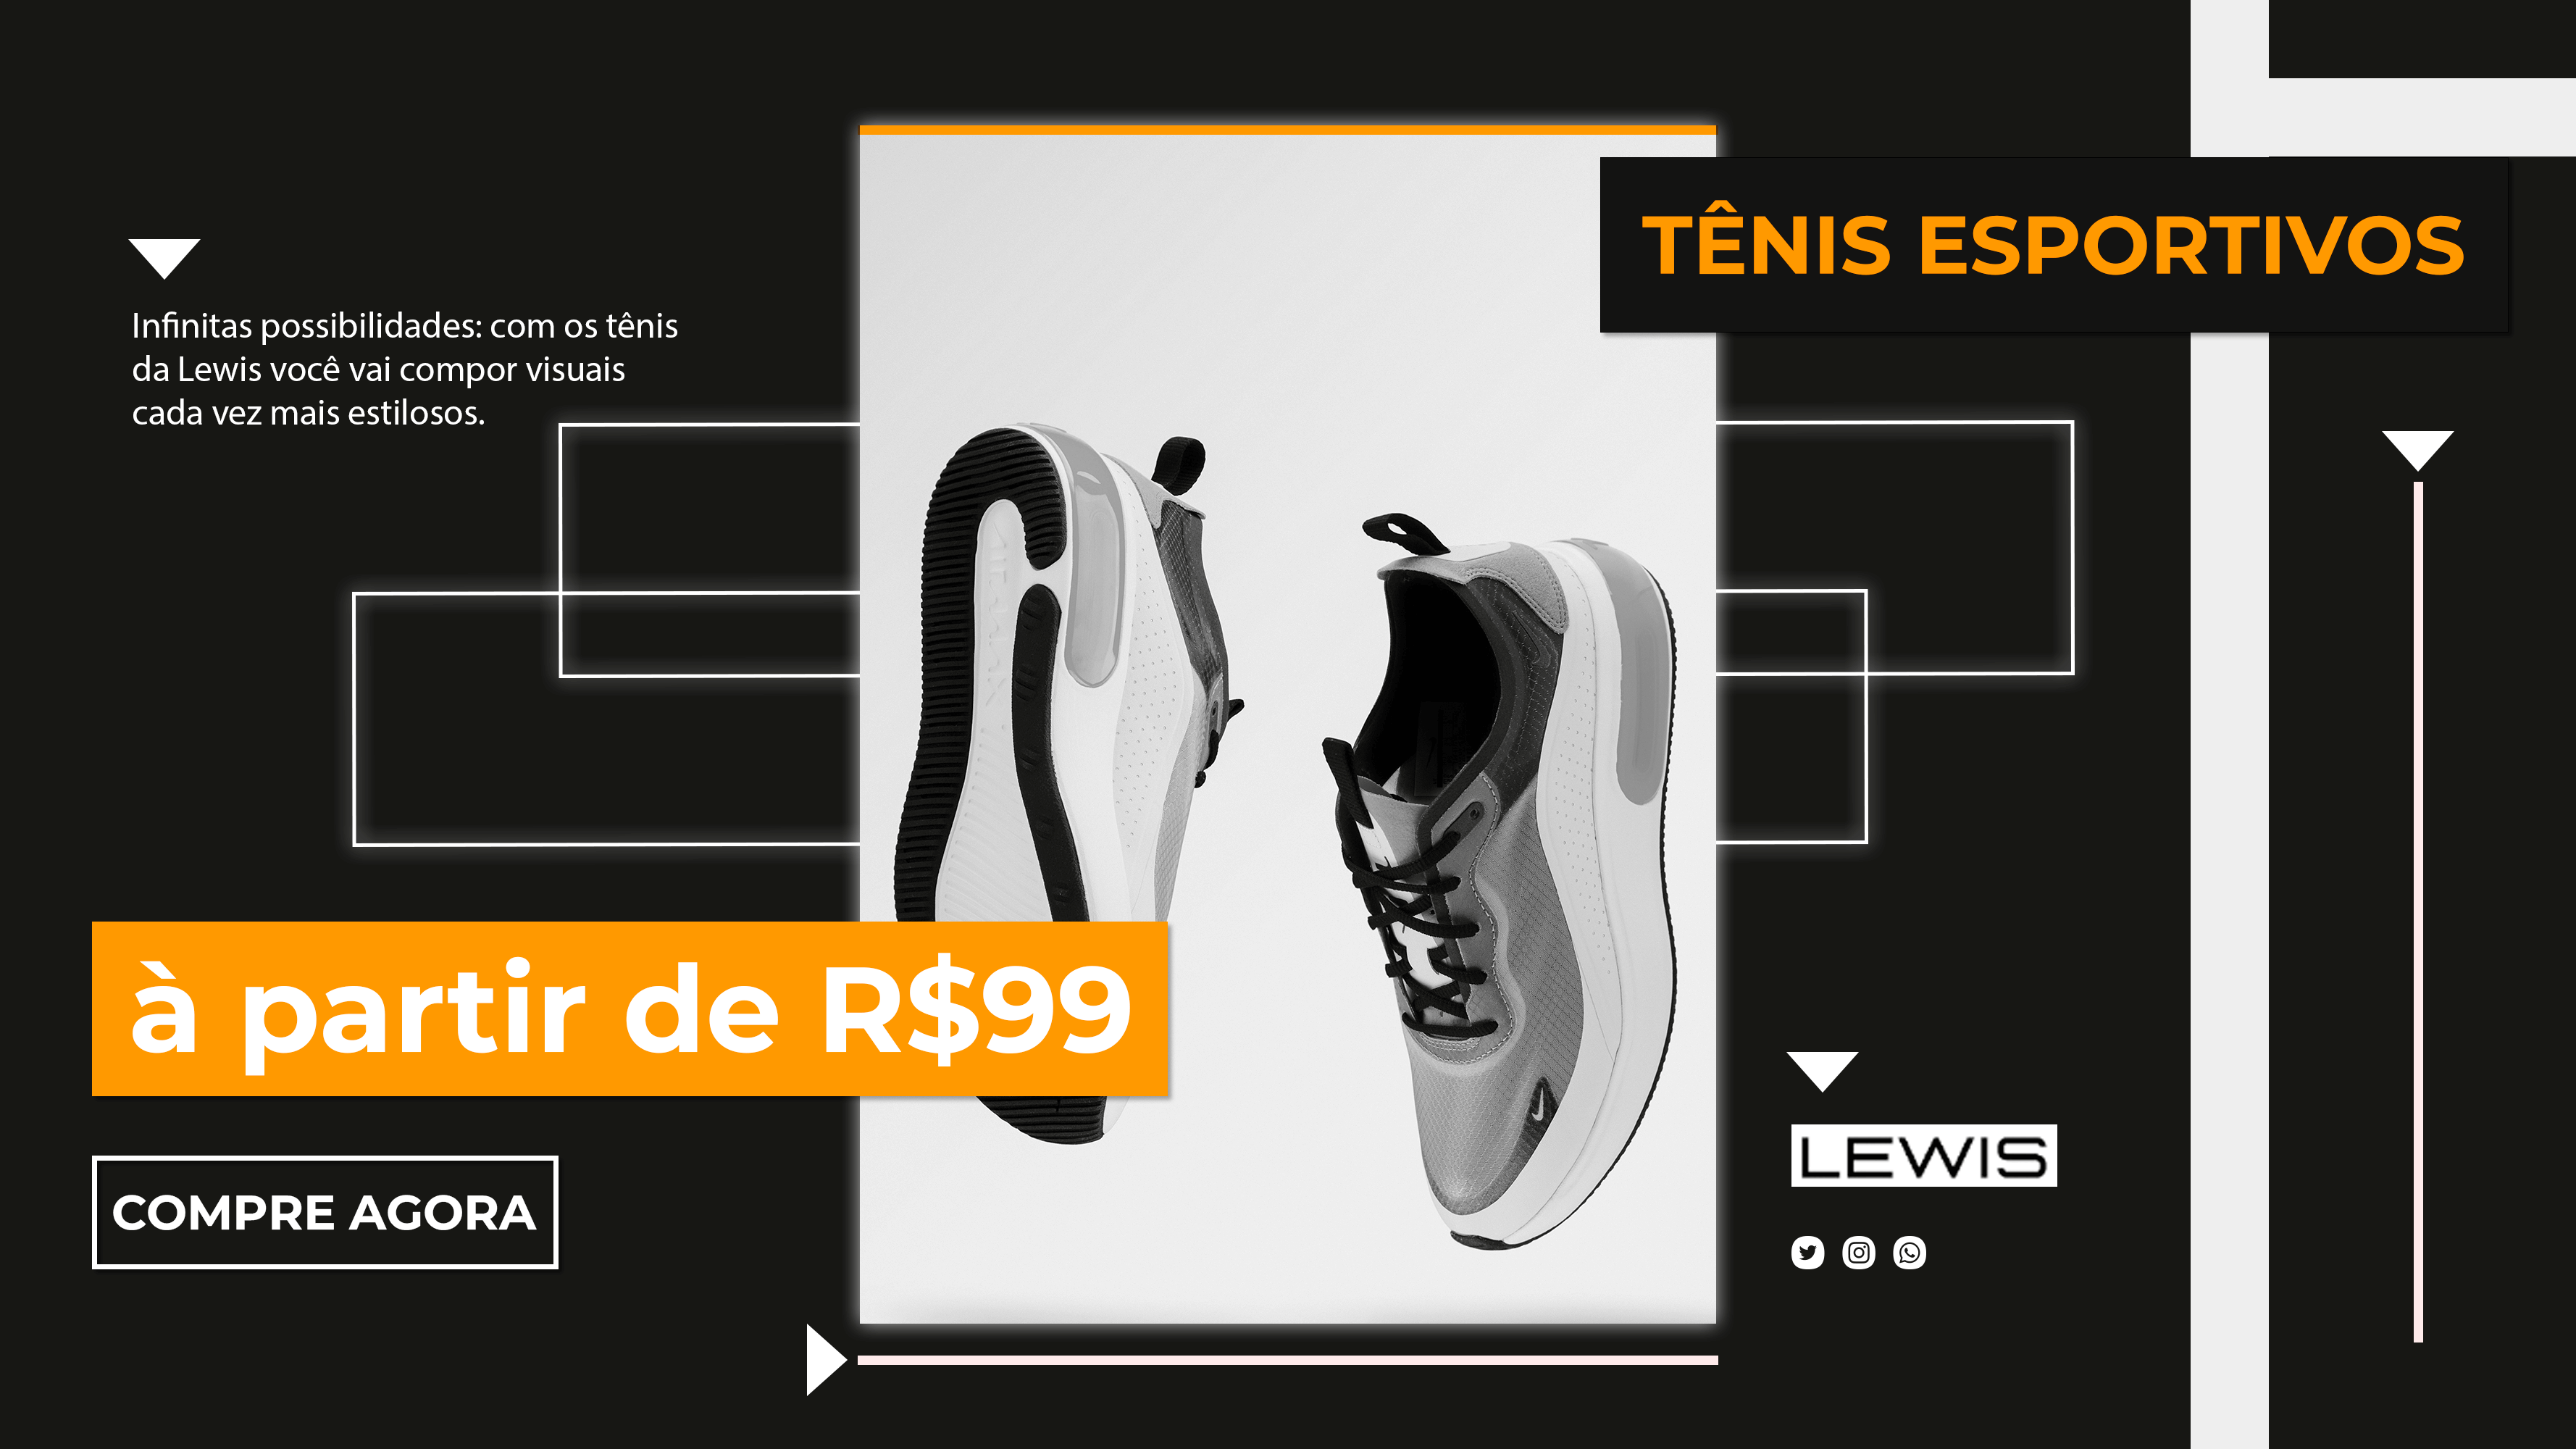 TÊNIS ESPORTIVOS
Infinitas possibilidades: com os tênis
da Lewis você vai compor visuais
cada vez mais estilosos.
à partir de R$99
COMPRE AGORA
LEWIS